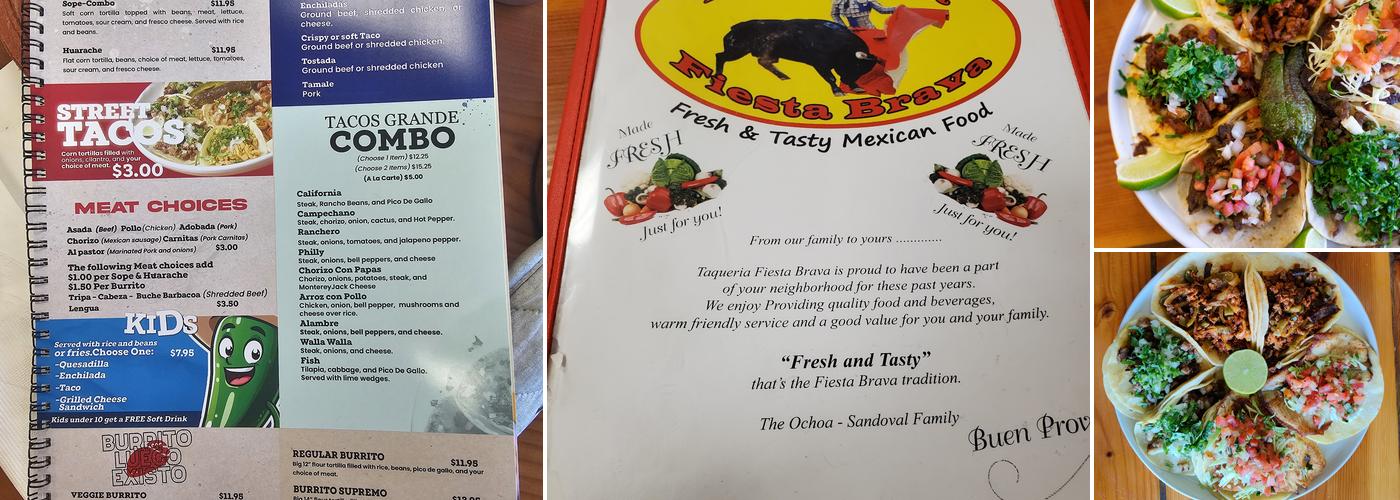 Sope-Combo $11.95
Soft corn tortilla topped with beans, meat, lettuce,
tomatoes, sour cream, and fresco cheese. Served with rice
and beans.
Huarache $11.95
Flat corn tortilla, beans, choice of meat, lettuce, tomatoes,
sour cream, and fresco cheese.
STREET
TACOS
Corn tortillas filled with
onions, cilantro, and your
choice of meat.
$3.00
MEAT CHOICES
Asada (Beef) Pollo (Chicken) Adobada (Pork)
Chorizo (Mexican sausage) Carnitas (Pork Carnitas)
Al pastor (Marinated Pork and onions) $3.00
The following Meat choices add
$1.00 per Sope & Huarache
$1.50 Per Burrito
Tripa - Cabeza - Buche Barbacoa (Shredded Beef)
Lengua $3.50
KIDS
Served with rice and beans
or fries.Choose One: $7.95
-Quesadilla
-Enchilada
-Taco
-Grilled Cheese
Sandwich
Kids under 10 get a FREE Soft Drink
BURRITO
LUEGO
EXISTO
VEGGIE BURRITO $11.95
Enchiladas
Ground beef, shredded chicken, or
cheese.
Crispy or soft Taco
Ground beef or shredded chicken.
Tostada
Ground beef or shredded chicken
Tamale
Pork
TACOS GRANDE
COMBO
(Choose 1 Item) $12.25
(Choose 2 Items) $15.25
(A La Carte) $5.00
California
Steak, Rancho Beans, and Pico De Gallo
Campechano
Steak, chorizo, onion, cactus, and Hot Pepper.
Ranchero
Steak, onions, tomatoes, and jalapeno pepper.
Philly
Steak, onions, bell peppers, and cheese
Chorizo Con Papas
Chorizo, onions, potatoes, steak, and
MontereyJack Cheese
Arroz con Pollo
Chicken, onion, bell pepper, mushrooms and
cheese over rice.
Alambre
Steak, onions, bell peppers, and cheese.
Walla Walla
Steak, onions, and cheese.
Fish
Tilapia, cabbage, and Pico De Gallo.
Served with lime wedges.
REGULAR BURRITO $11.95
Big 12" flour tortilla filled with rice, beans, pico de gallo, and your
choice of meat.
BURRITO SUPREMO
Fiesta Brava
Fresh & Tasty Mexican Food
Made
FRESH
Just for you!
Made
FRESH
Just for you!
From our family to yours .............
Taqueria Fiesta Brava is proud to have been a part
of your neighborhood for these past years.
We enjoy Providing quality food and beverages,
warm friendly service and a good value for you and your family.
“Fresh and Tasty”
that's the Fiesta Brava tradition.
The Ochoa - Sandoval Family
Buen Prov